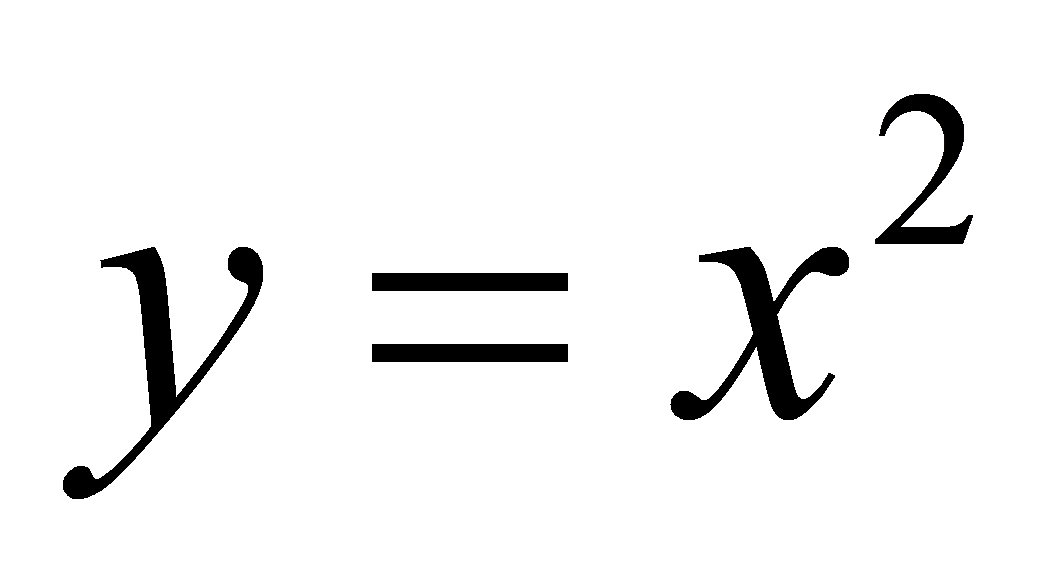 y = x²